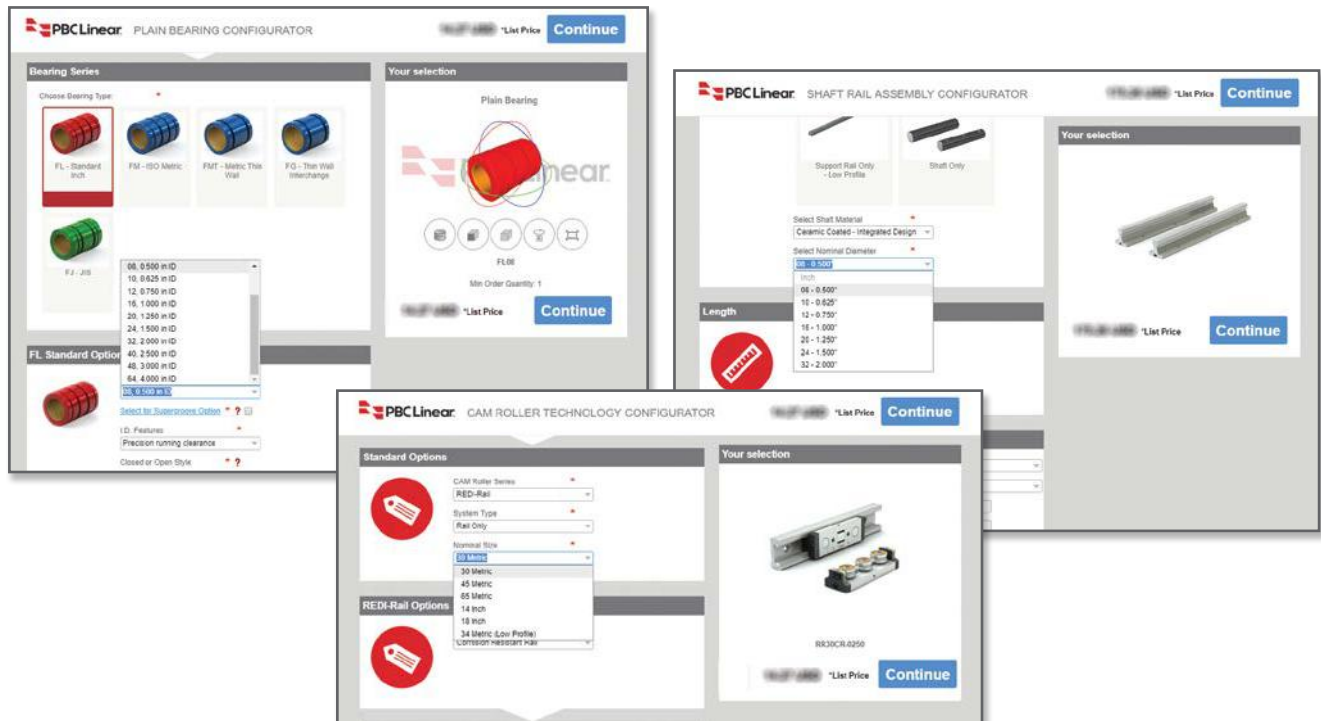 PBCLinear. PLAIN BEARING CONFIGURATOR
*List Price Continue
Bearing Series
Choose Bearing Type: *
FL - Standard
Inch
FM - ISO Metric
FMT - Metric Thin
Wall
FG - Thin Wall
Interchange
FJ - JIS
08, 0.500 in ID
10, 0.625 in ID
12, 0.750 in ID
16, 1.000 in ID
20, 1.250 in ID
24, 1.500 in ID
32, 2.000 in ID
40, 2.500 in ID
48, 3.000 in ID
64, 4.000 in ID
08, 0.500 in ID
FL Standard Option
Select for Supergroove Option * ?
I.D. Features *
Precision running clearance
Closed or Open Style * ?
Your selection
Plain Bearing
near.
FL08
Min Order Quantity: 1
*List Price Continue
PBCLinear. SHAFT RAIL ASSEMBLY CONFIGURATOR
*List Price Continue
Support Rail Only
- Low Profile
Shaft Only
Select Shaft Material *
Ceramic Coated - Integrated Design
Select Nominal Diameter *
08 - 0.500"
Inch
08 - 0.500"
10 - 0.625"
12 - 0.750"
16 - 1.000"
20 - 1.250"
24 - 1.500"
32 - 2.000"
Length
Your selection
*List Price Continue
PBCLinear. CAM ROLLER TECHNOLOGY CONFIGURATOR
*List Price Continue
Standard Options
CAM Roller Series *
REDI-Rail
System Type *
Rail Only
Nominal Size *
30 Metric
30 Metric
45 Metric
65 Metric
14 Inch
18 Inch
34 Metric (Low Profile)
REDI-Rail Options
Corrosion Resistant Rail
Your selection
RR30CR-0250
*List Price Continue